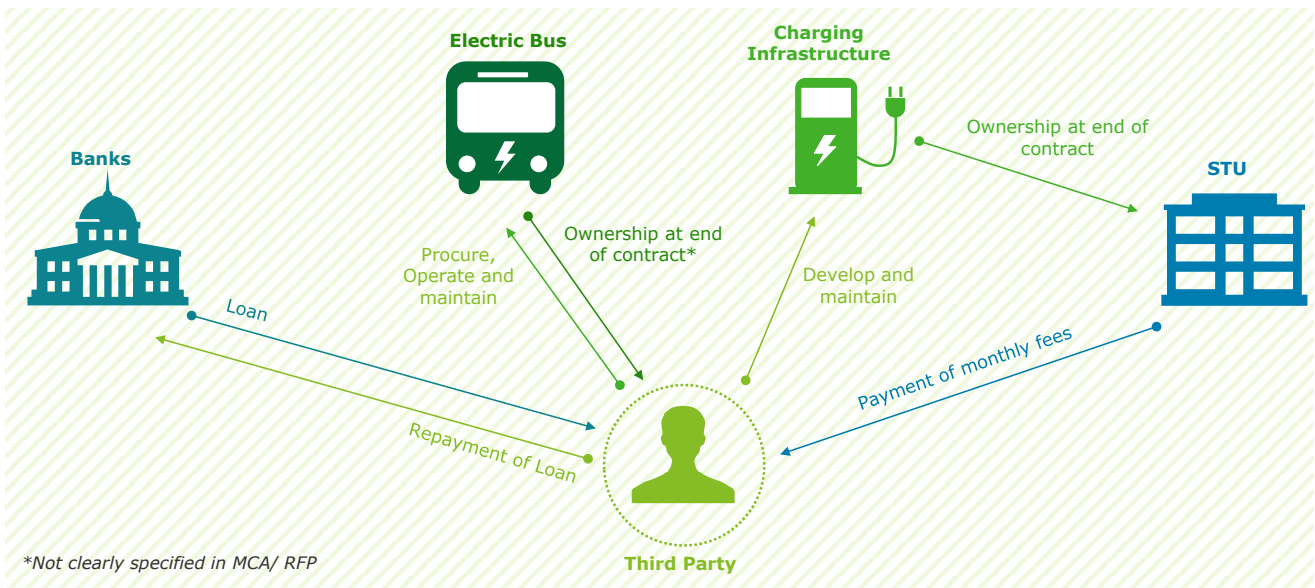 Electric Bus
Charging
Infrastructure
Banks
Ownership at end of
contract
STU
Procure,
Operate and
maintain
Ownership at end
of contract*
Develop and
maintain
Loan
Payment of monthly fees
Repayment of Loan
*Not clearly specified in MCA/ RFP
Third Party